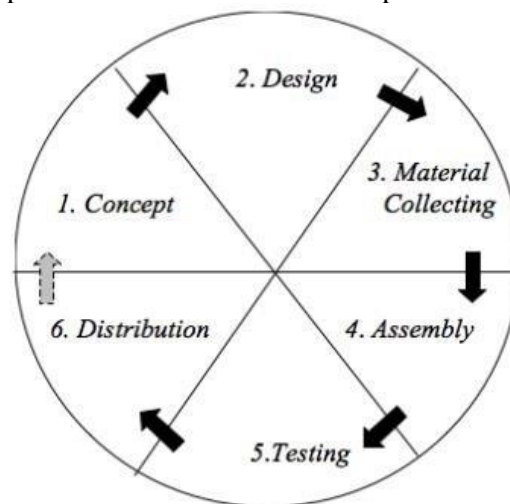 1. Concept
2. Design
3. Material
Collecting
4. Assembly
5.Testing
6. Distribution